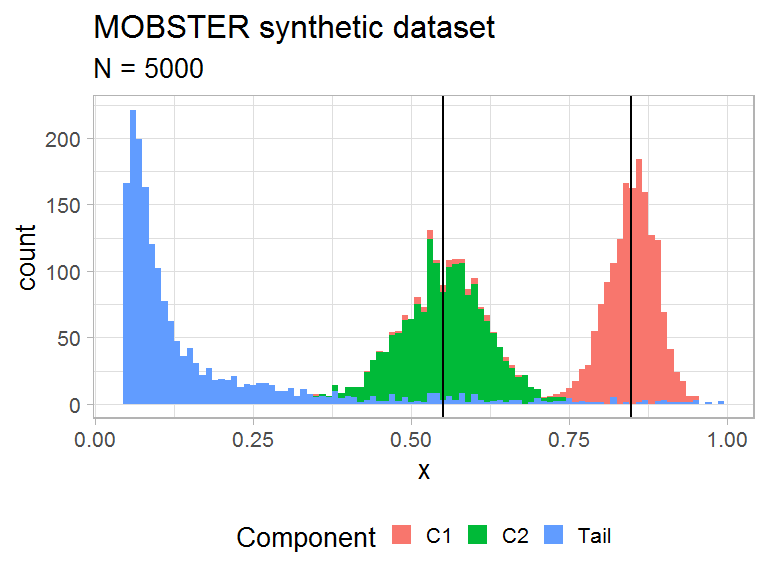 MOBSTER synthetic dataset
N = 5000
200
150
100
50
0
count
0.00 0.25 0.50 0.75 1.00
x
Component C1 C2 Tail